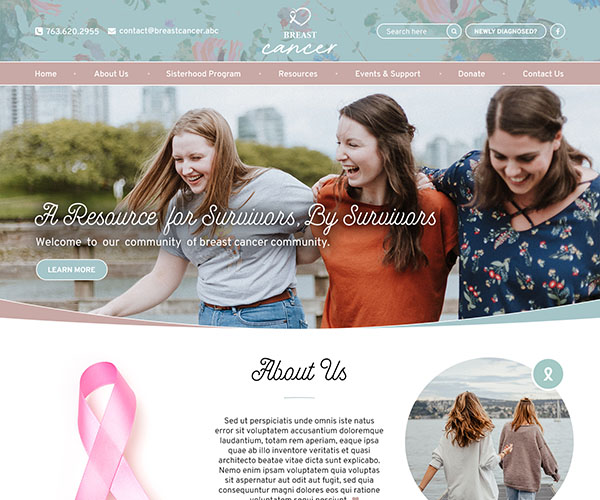 763.620.2955 contact@breastcancer.abc
BREAST
cancer
Search here
NEWLY DIAGNOSED?
f
Home About Us Sisterhood Program Resources Events & Support Donate Contact Us
A Resource for Survivors, By Survivors
Welcome to our community of breast cancer community.
LEARN MORE
About Us
Sed ut perspiciatis unde omnis iste natus
error sit voluptatem accusantium doloremque
laudantium, totam rem aperiam, eaque ipsa
quae ab illo inventore veritatis et quasi
architecto beatae vitae dicta sunt explicabo.
Nemo enim ipsam voluptatem quia voluptas
sit aspernatur aut odit aut fugit, sed quia
consequuntur magni dolores eos qui ratione
voluptatem sequi nesciunt